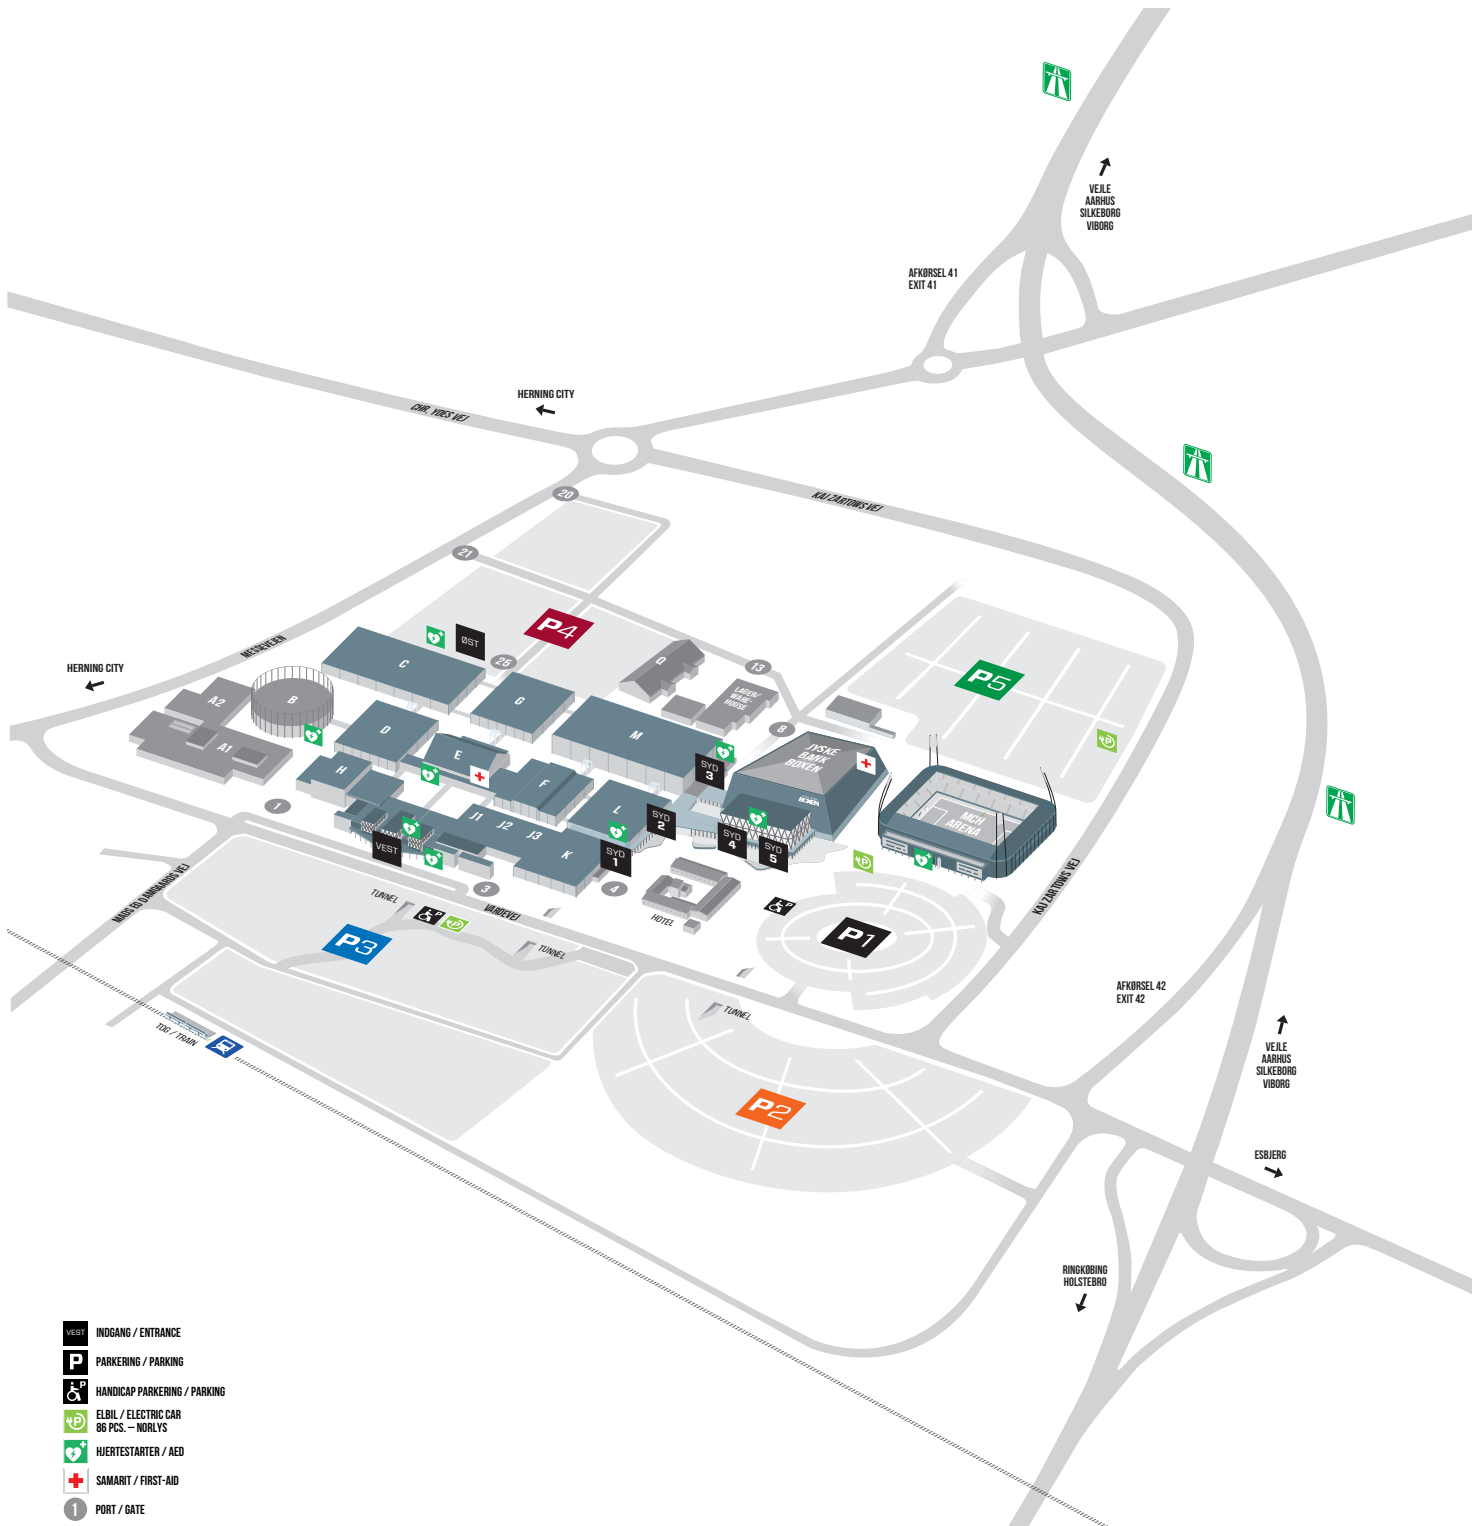 VEJLE
AARHUS
SILKEBORG
VIBORG
AFKØRSEL 41
EXIT 41
HERNING CITY
CHR. YDES VEJ
KAJ ZARTOWS VEJ
20
21
MESSEVEJEN
HERNING CITY
ØST
25
P4
13
Q
LAGER/
WARE-
HOUSE
P5
C
G
M
8
A2
B
D
E
F
H
A1
JYSKE
BANK
BOXEN
BOXEN
SYD
3
MCH
ARENA
1
J1
J2
J3
K
L
SYD
2
SYD
4
SYD
5
SYD
1
VEST
3
4
HOTEL
P
P
TUNNEL
VARDEVEJ
TUNNEL
P3
P1
P
P
P
KAJ ZARTOWS VEJ
MADS EG DAMGAARDS VEJ
TOG / TRAIN
TUNNEL
P2
AFKØRSEL 42
EXIT 42
VEJLE
AARHUS
SILKEBORG
VIBORG
ESBJERG
RINGKØBING
HOLSTEBRO
VEST INDGANG / ENTRANCE
P PARKERING / PARKING
P HANDICAP PARKERING / PARKING
P ELBIL / ELECTRIC CAR
86 PCS. – NORLYS
HJERTESTARTER / AED
SAMARIT / FIRST-AID
1 PORT / GATE